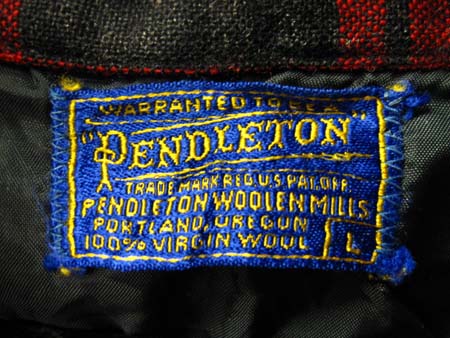 WARRANTED TO BE A
"PENDLETON"
TRADE MARK REG. U.S. PAT. OFF.
PENDLETON WOOLEN MILLS
PORTLAND, OREGON
100% VIRGIN WOOL
L